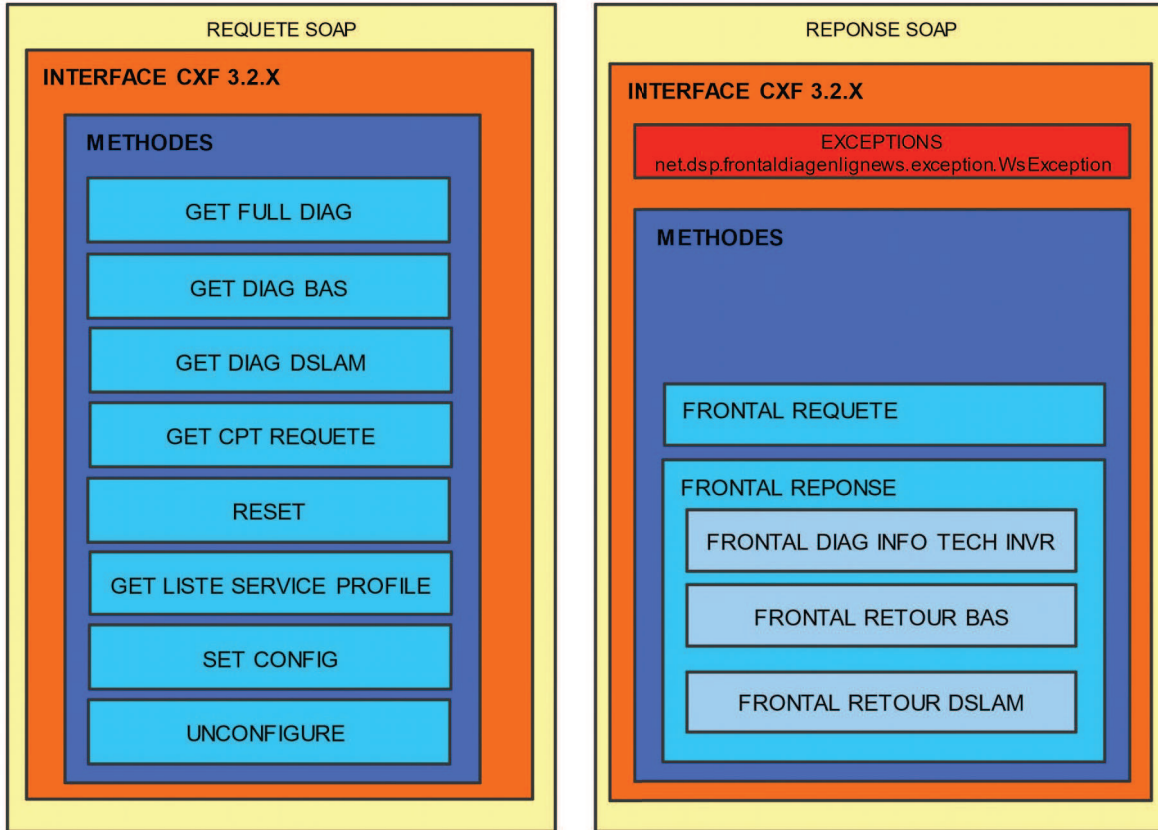 REQUETE SOAP
INTERFACE CXF 3.2.X
METHODES
GET FULL DIAG
GET DIAG BAS
GET DIAG DSLAM
GET CPT REQUETE
RESET
GET LISTE SERVICE PROFILE
SET CONFIG
UNCONFIGURE
REPONSE SOAP
INTERFACE CXF 3.2.X
EXCEPTIONS
net.dsp.frontaldiagenlignews.exception.WsException
METHODES
FRONTAL REQUETE
FRONTAL REPONSE
FRONTAL DIAG INFO TECH INVR
FRONTAL RETOUR BAS
FRONTAL RETOUR DSLAM